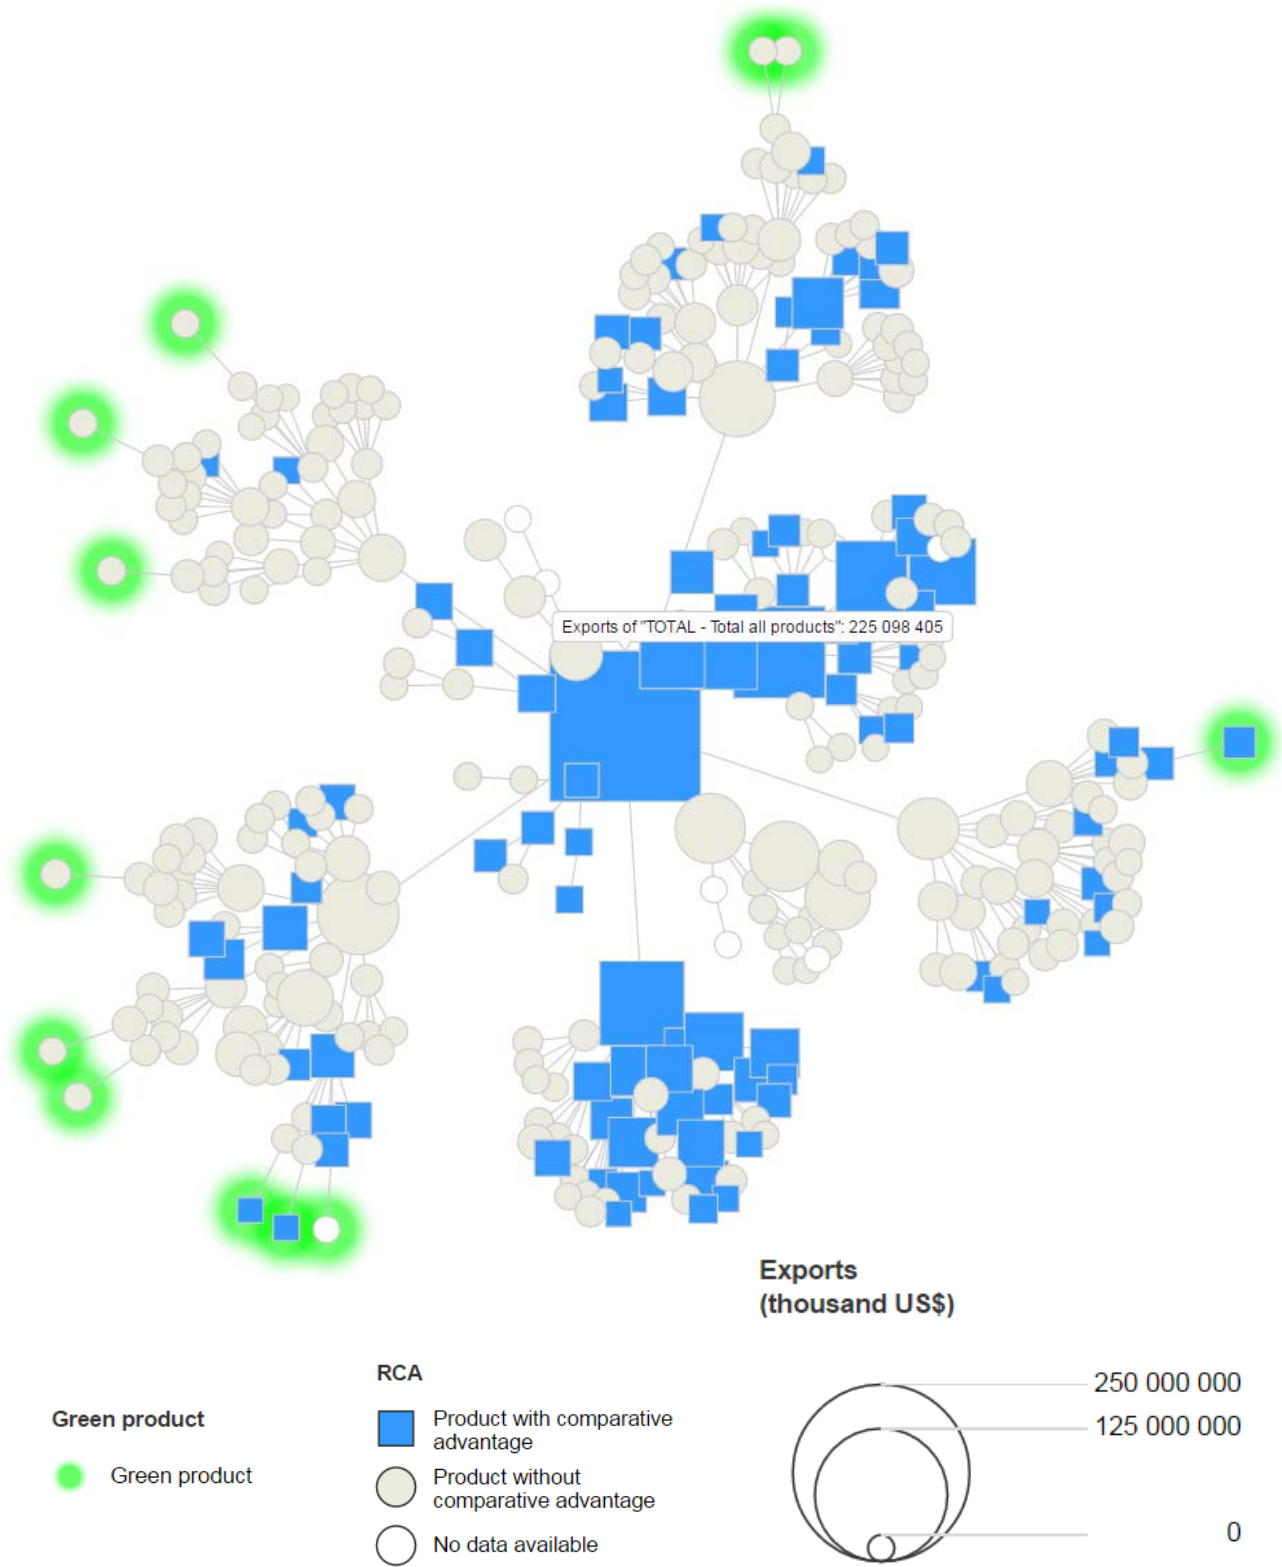 Exports of "TOTAL - Total all products": 225 098 405
Exports
(thousand US$)
250 000 000
125 000 000
0
RCA
Product with comparative
advantage
Product without
comparative advantage
No data available
Green product
Green product